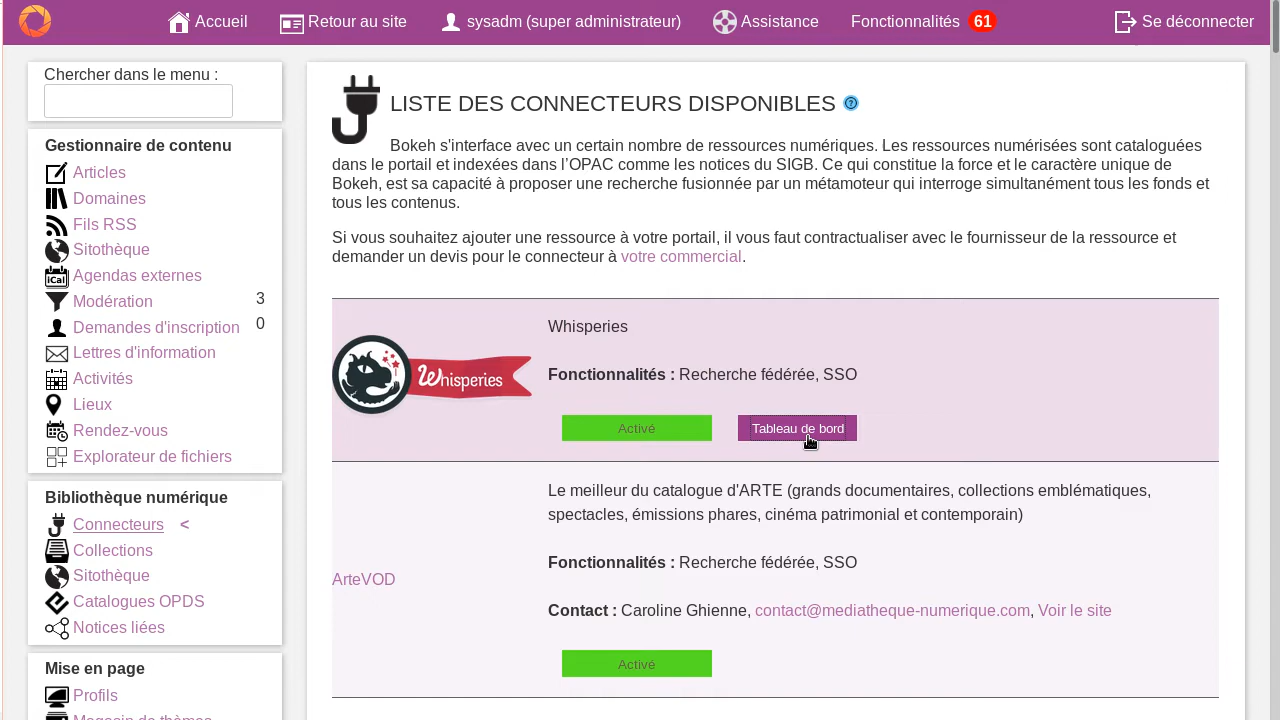 Accueil
Retour au site
sysadm (super administrateur)
Assistance
Fonctionnalités 61
Se déconnecter
Chercher dans le menu :
Gestionnaire de contenu
Articles
Domaines
Fils RSS
Sitothèque
iCal Agendas externes
Modération 3
Demandes d'inscription 0
Lettres d'information
Activités
Lieux
Rendez-vous
Explorateur de fichiers
Bibliothèque numérique
Connecteurs <
Collections
Sitothèque
Catalogues OPDS
Notices liées
Mise en page
Profils
Magasin de thèmes
LISTE DES CONNECTEURS DISPONIBLES ?
Bokeh s'interface avec un certain nombre de ressources numériques. Les ressources numérisées sont cataloguées
dans le portail et indexées dans l’OPAC comme les notices du SIGB. Ce qui constitue la force et le caractère unique de
Bokeh, est sa capacité à proposer une recherche fusionnée par un métamoteur qui interroge simultanément tous les fonds et
tous les contenus.
Si vous souhaitez ajouter une ressource à votre portail, il vous faut contractualiser avec le fournisseur de la ressource et
demander un devis pour le connecteur à votre commercial.
Whisperies
Whisperies
Fonctionnalités : Recherche fédérée, SSO
Activé
Tableau de bord
ArteVOD
Le meilleur du catalogue d'ARTE (grands documentaires, collections emblématiques,
spectacles, émissions phares, cinéma patrimonial et contemporain)
Fonctionnalités : Recherche fédérée, SSO
Contact : Caroline Ghienne, contact@mediatheque-numerique.com, Voir le site
Activé